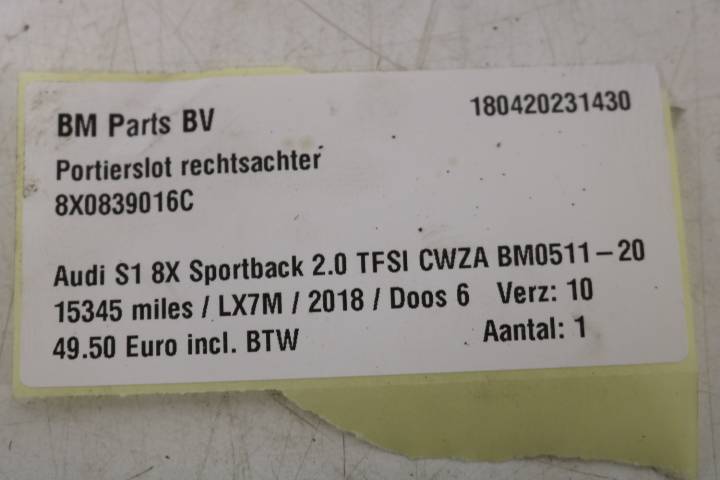 BM Parts BV 180420231430
Portierslot rechtsachter
8X0839016C
Audi S1 8X Sportback 2.0 TFSI CWZA BM0511-20
15345 miles / LX7M / 2018 / Doos 6 Verz: 10
49.50 Euro incl. BTW Aantal: 1